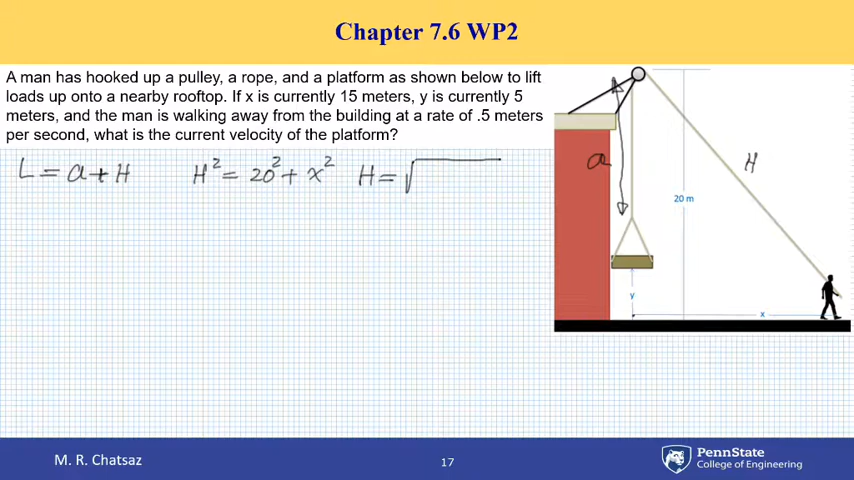 Chapter 7.6 WP2
A man has hooked up a pulley, a rope, and a platform as shown below to lift
loads up onto a nearby rooftop. If x is currently 15 meters, y is currently 5
meters, and the man is walking away from the building at a rate of .5 meters
per second, what is the current velocity of the platform?
L = a + H H² = 20² + x² H = √
a
H
20 m
y
x
M. R. Chatsaz
17
PennState
College of Engineering